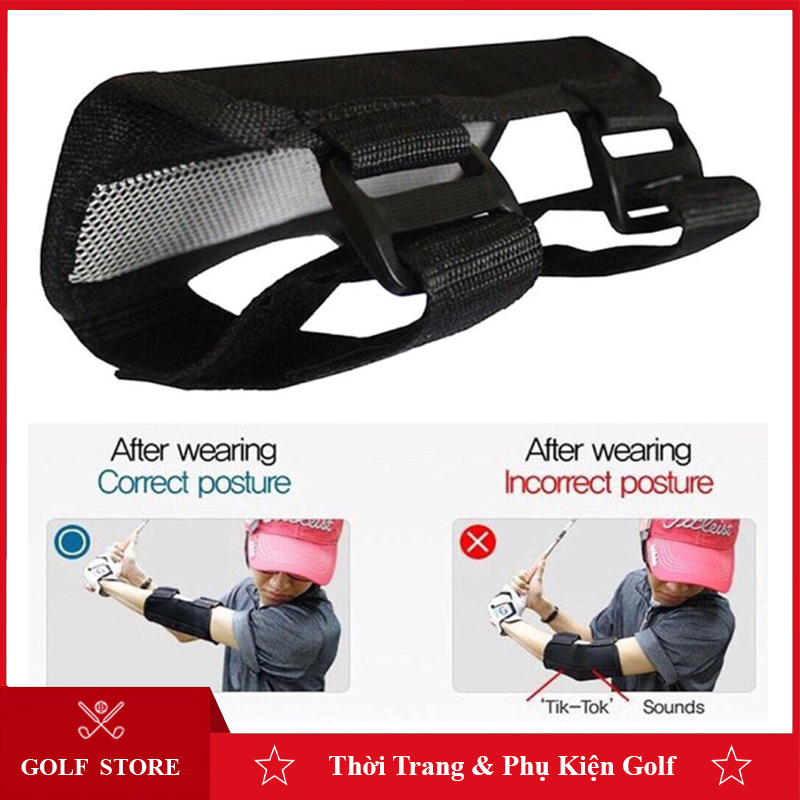 After wearing
Correct posture
After wearing
Incorrect posture
'Tik-Tok' Sounds
GOLF STORE
Thời Trang & Phụ Kiện Golf